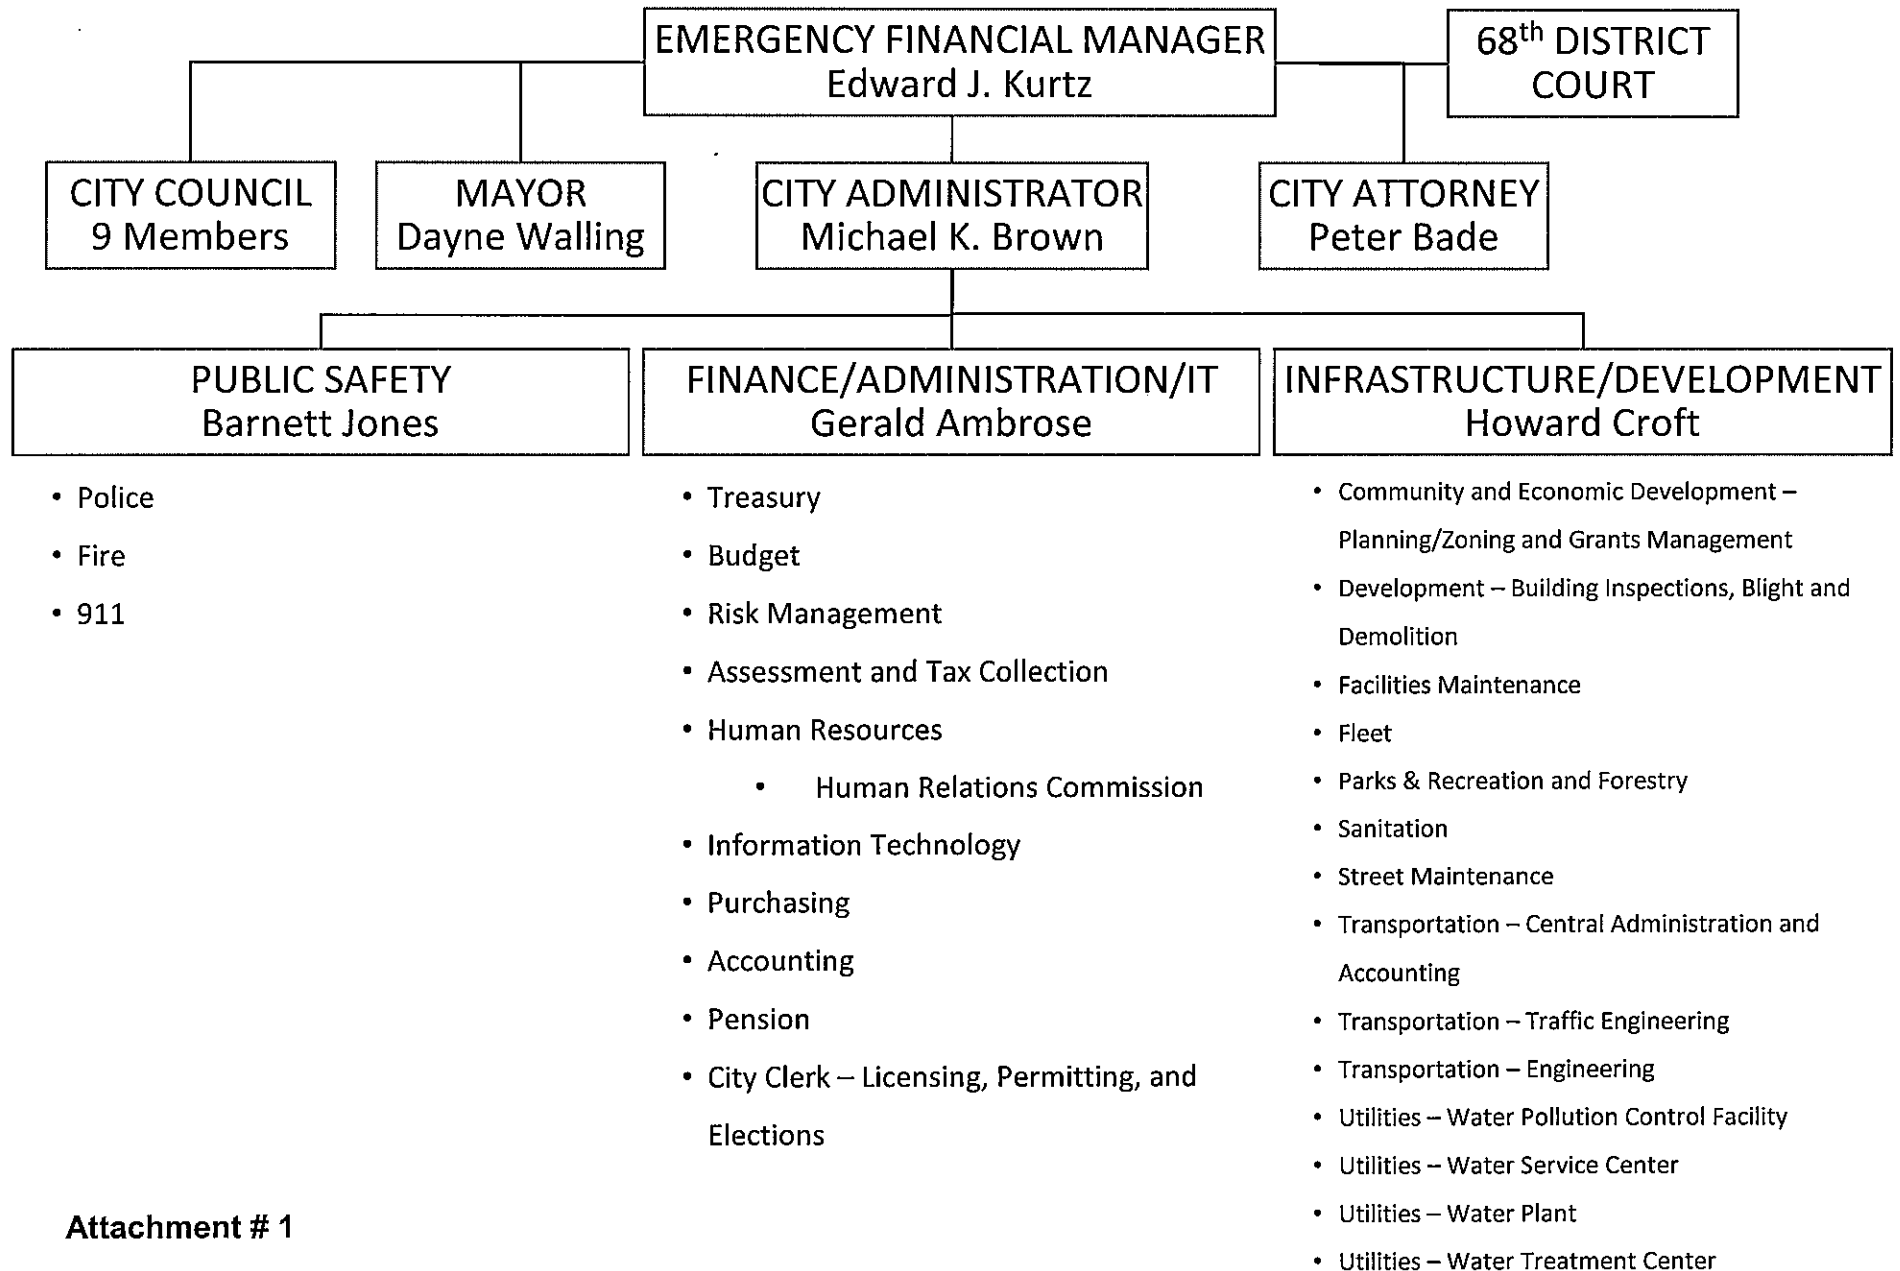 EMERGENCY FINANCIAL MANAGER
Edward J. Kurtz
68th DISTRICT
COURT
CITY COUNCIL
9 Members
MAYOR
Dayne Walling
CITY ADMINISTRATOR
Michael K. Brown
CITY ATTORNEY
Peter Bade
PUBLIC SAFETY
Barnett Jones
• Police
• Fire
• 911
FINANCE/ADMINISTRATION/IT
Gerald Ambrose
• Treasury
• Budget
• Risk Management
• Assessment and Tax Collection
• Human Resources
• Human Relations Commission
• Information Technology
• Purchasing
• Accounting
• Pension
• City Clerk – Licensing, Permitting, and
Elections
INFRASTRUCTURE/DEVELOPMENT
Howard Croft
• Community and Economic Development –
Planning/Zoning and Grants Management
• Development – Building Inspections, Blight and
Demolition
• Facilities Maintenance
• Fleet
• Parks & Recreation and Forestry
• Sanitation
• Street Maintenance
• Transportation – Central Administration and
Accounting
• Transportation – Traffic Engineering
• Transportation – Engineering
• Utilities – Water Pollution Control Facility
• Utilities – Water Service Center
• Utilities – Water Plant
• Utilities – Water Treatment Center
Attachment # 1